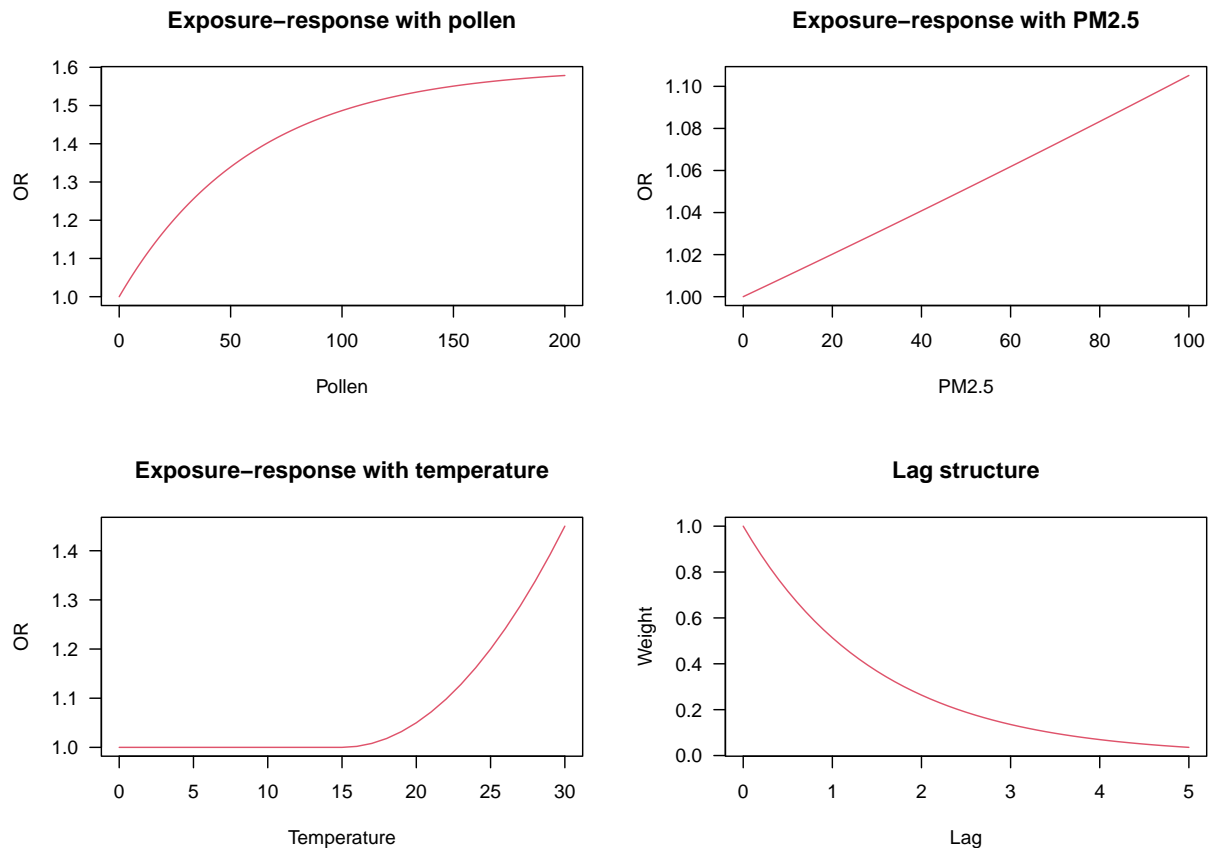 Exposure−response with pollen
OR
1.6
1.5
1.4
1.3
1.2
1.1
1.0
0 50 100 150 200
Pollen
Exposure−response with PM2.5
OR
1.10
1.08
1.06
1.04
1.02
1.00
0 20 40 60 80 100
PM2.5
Exposure−response with temperature
OR
1.4
1.3
1.2
1.1
1.0
0 5 10 15 20 25 30
Temperature
Lag structure
Weight
1.0
0.8
0.6
0.4
0.2
0.0
0 1 2 3 4 5
Lag